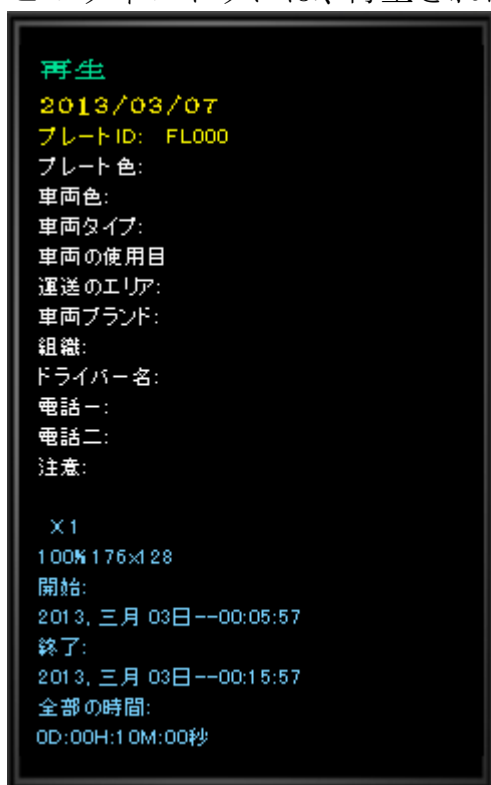 再生
2013/03/07
プレートID: FL000
プレート色:
車両色:
車両タイプ:
車両の使用目
運送のエリア:
車両ブランド:
組織:
ドライバー名:
電話一:
電話二:
注意:
X1
100% 176x128
開始:
2013, 三月 03日--00:05:57
終了:
2013, 三月 03日--00:15:57
全部の時間:
0D:00H:10M:00秒